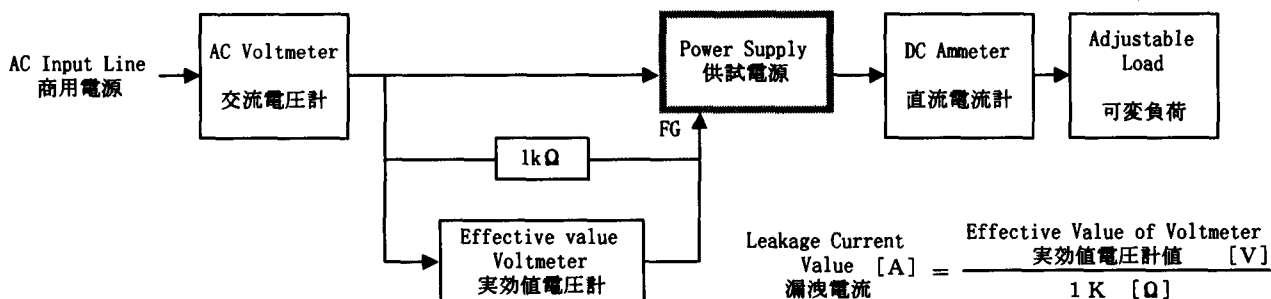 AC Input Line
商用電源
AC Voltmeter
交流電圧計
Power Supply
供試電源
DC Ammeter
直流電流計
Adjustable
Load
可変負荷
FG
1kΩ
Effective value
Voltmeter
実効値電圧計
Leakage Current
Value [A] =
漏洩電流
Effective Value of Voltmeter
実効値電圧計値 [V]
1 K [Ω]